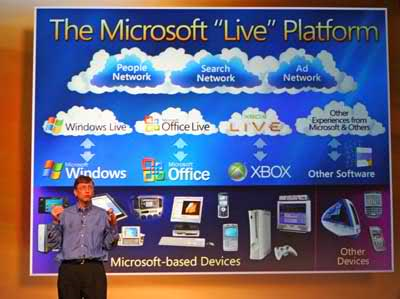 The Microsoft "Live" Platform
People Network
Search Network
Ad Network
Windows Live
Microsoft Office Live
XBOX LIVE
Other Experiences from Microsoft & Others
Microsoft Windows
Microsoft Office
XBOX
Other Software
Microsoft-based Devices
Other Devices